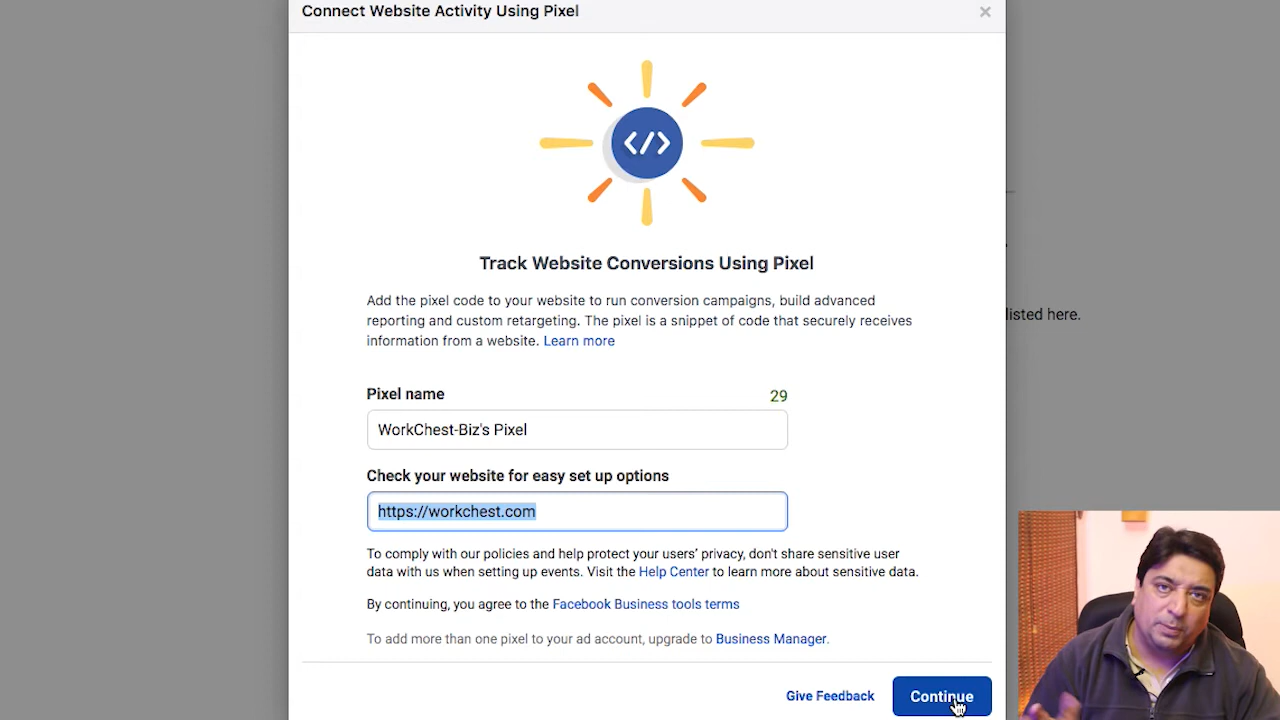 Connect Website Activity Using Pixel
×
</>
Track Website Conversions Using Pixel
Add the pixel code to your website to run conversion campaigns, build advanced
reporting and custom retargeting. The pixel is a snippet of code that securely receives
information from a website. Learn more
listed here.
Pixel name 29
WorkChest-Biz's Pixel
Check your website for easy set up options
https://workchest.com
To comply with our policies and help protect your users' privacy, don't share sensitive user
data with us when setting up events. Visit the Help Center to learn more about sensitive data.
By continuing, you agree to the Facebook Business tools terms
To add more than one pixel to your ad account, upgrade to Business Manager.
Give Feedback Continue